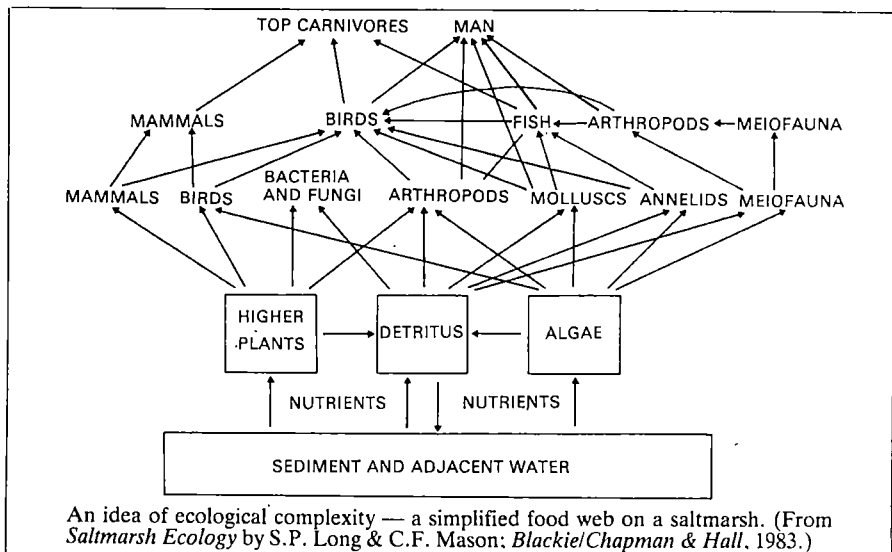 TOP CARNIVORES MAN
MAMMALS BIRDS FISH ARTHROPODS MEIOFAUNA
MAMMALS BIRDS BACTERIA AND FUNGI ARTHROPODS MOLLUSCS ANNELIDS MEIOFAUNA
HIGHER
PLANTS
DETRITUS
ALGAE
NUTRIENTS NUTRIENTS
SEDIMENT AND ADJACENT WATER
An idea of ecological complexity — a simplified food web on a saltmarsh. (From
Saltmarsh Ecology by S.P. Long & C.F. Mason; Blackie/Chapman & Hall, 1983.)